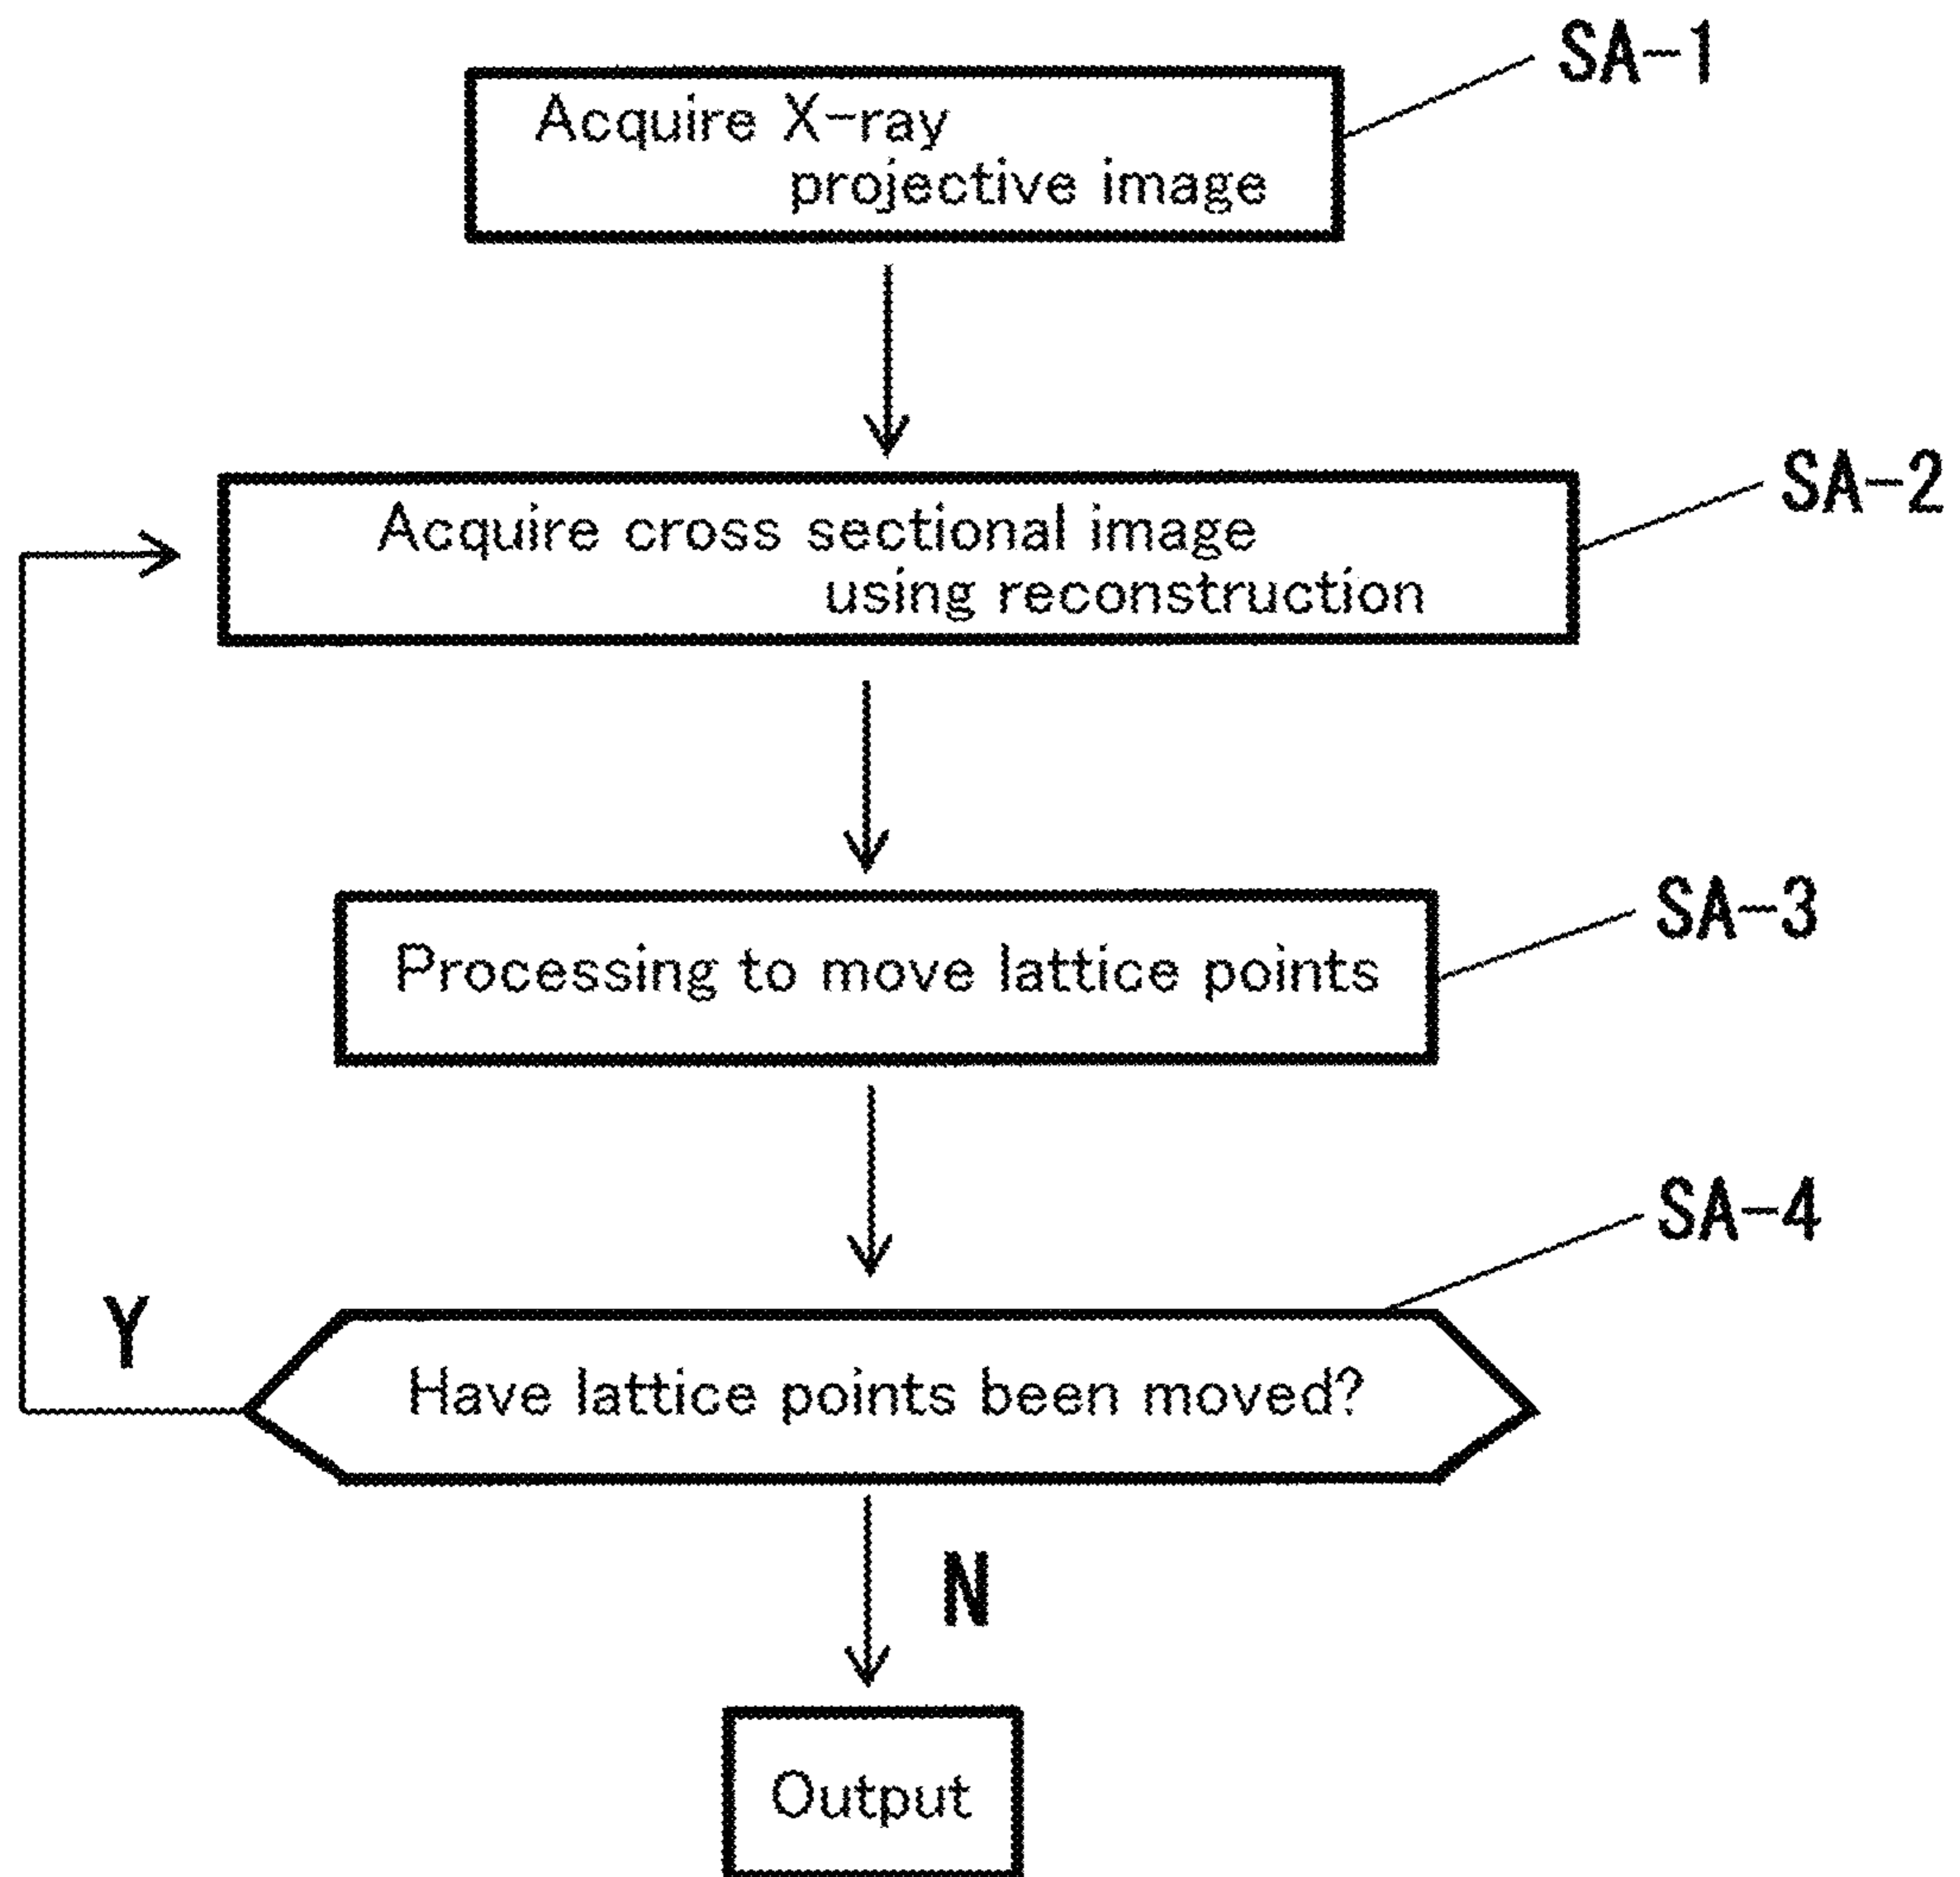 SA-1
Acquire X-ray
projective image
SA-2
Acquire cross sectional image
using reconstruction
SA-3
Processing to move lattice points
SA-4
Y
Have lattice points been moved?
N
Output